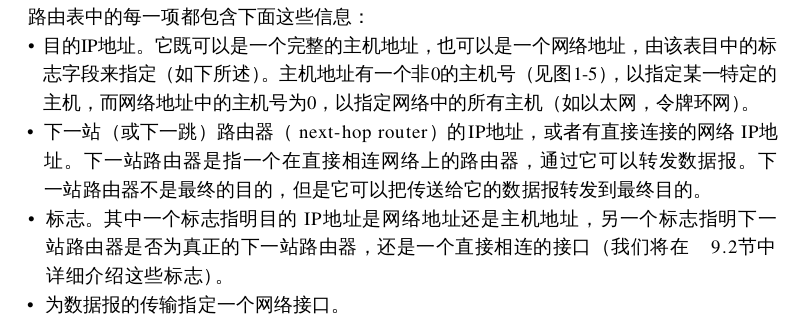 路由表中的每一项都包含下面这些信息：
• 目的IP地址。它既可以是一个完整的主机地址，也可以是一个网络地址，由该表目中的标
志字段来指定（如下所述）。主机地址有一个非0的主机号（见图1-5），以指定某一特定的
主机，而网络地址中的主机号为0，以指定网络中的所有主机（如以太网，令牌环网）。
• 下一站（或下一跳）路由器（ next-hop router）的IP地址，或者有直接连接的网络 IP地
址。下一站路由器是指一个在直接相连网络上的路由器，通过它可以转发数据报。下
一站路由器不是最终的目的，但是它可以把传送给它的数据报转发到最终目的。
• 标志。其中一个标志指明目的 IP地址是网络地址还是主机地址，另一个标志指明下一
站路由器是否为真正的下一站路由器，还是一个直接相连的接口（我们将在 9.2节中
详细介绍这些标志）。
• 为数据报的传输指定一个网络接口。